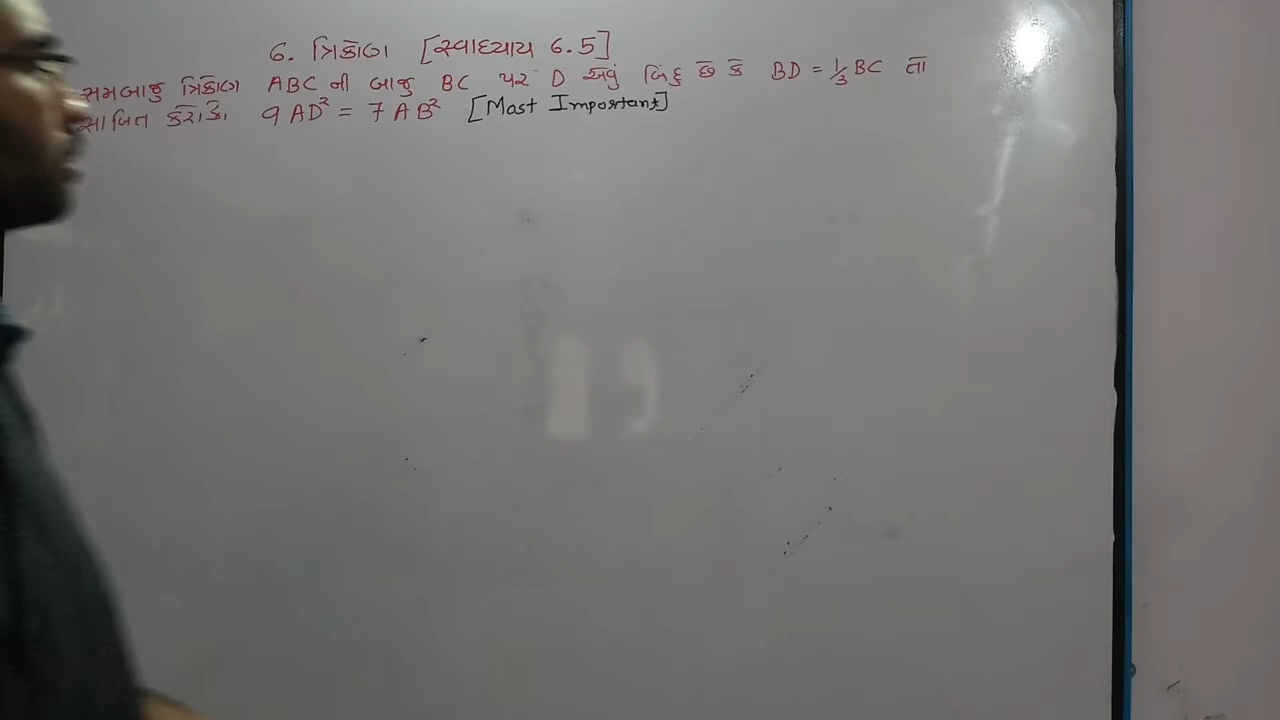 6. ત્રિકોણ [સ્વાધ્યાય 6.5]
સમબાજુ ત્રિકોણ ABC ની બાજુ BC પર D એવું બિંદુ છે કે BD = 1/3 BC તો
સાબિત કરો કે, 9 AD² = 7 AB² [Most Important]